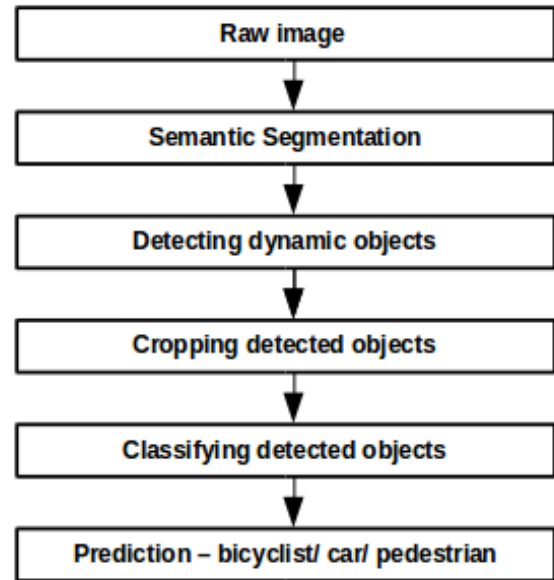 Raw image
Semantic Segmentation
Detecting dynamic objects
Cropping detected objects
Classifying detected objects
Prediction – bicyclist/ car/ pedestrian